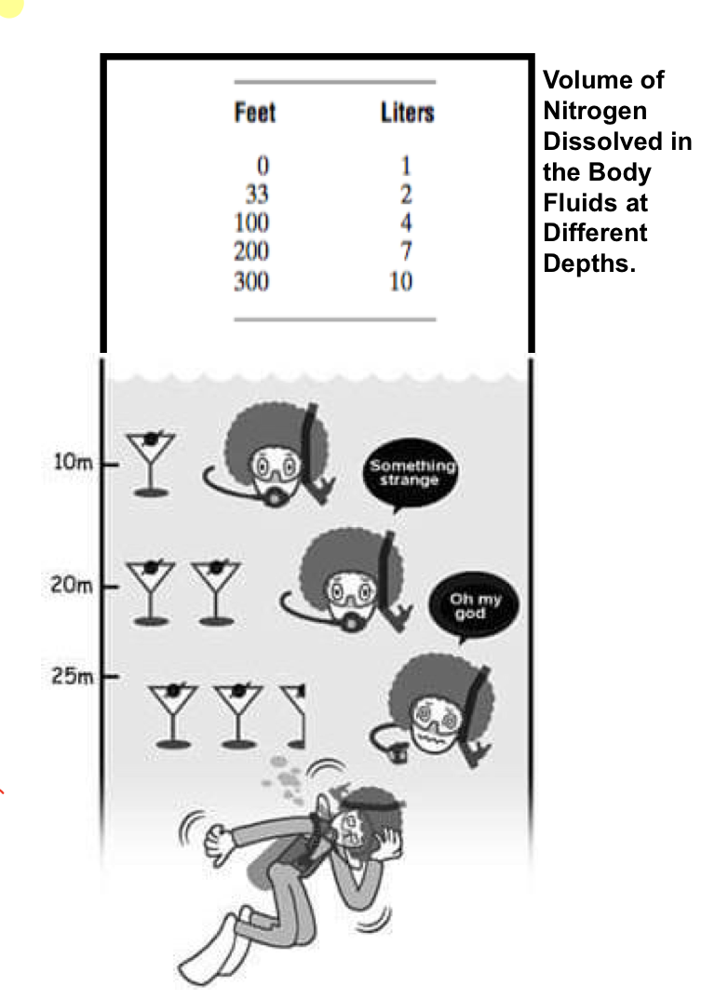 Feet Liters
0 1
33 2
100 4
200 7
300 10
Volume of
Nitrogen
Dissolved in
the Body
Fluids at
Different
Depths.
10m
Something
strange
20m
Oh my
god
25m